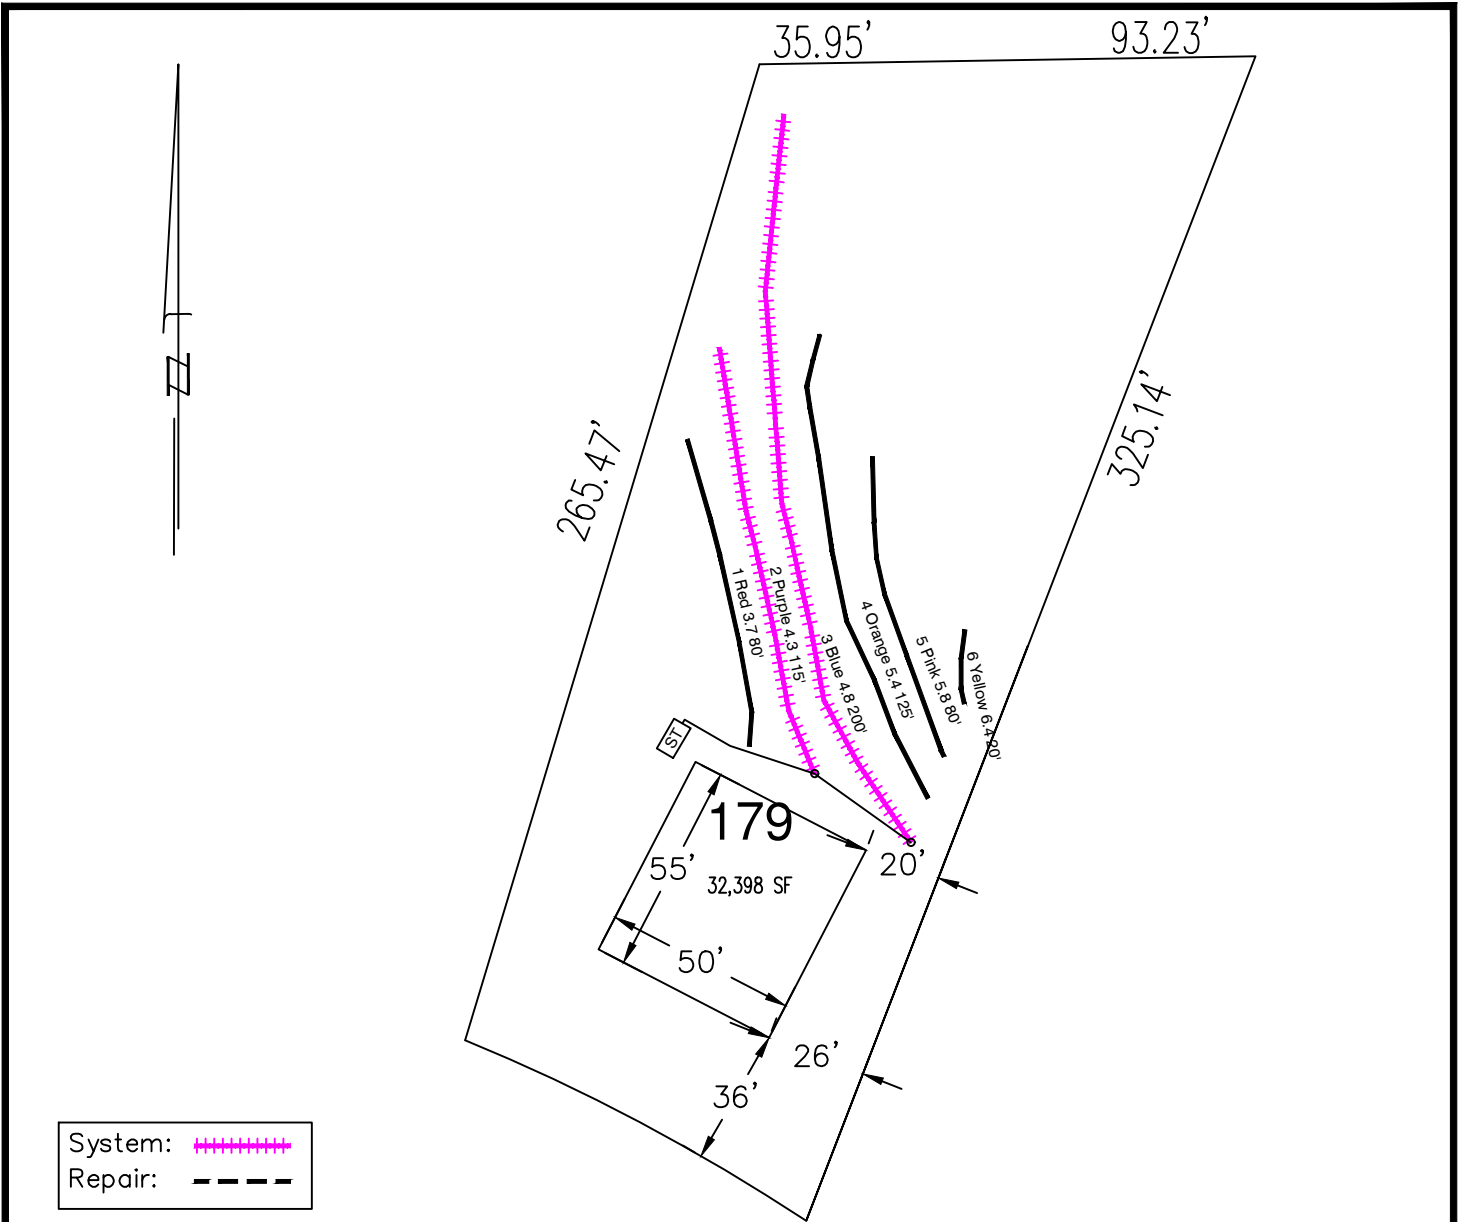 35.95’ 93.23’
N
265.47’
325.14’
1 Red 3.7 80'
2 Purple 4.3 115'
3 Blue 4.8 200'
4 Orange 5.4 125'
5 Pink 5.8 80'
6 Yellow 6.4 20'
ST
179
32,398 SF
55’
20’
50’
26’
36’
System:
Repair: